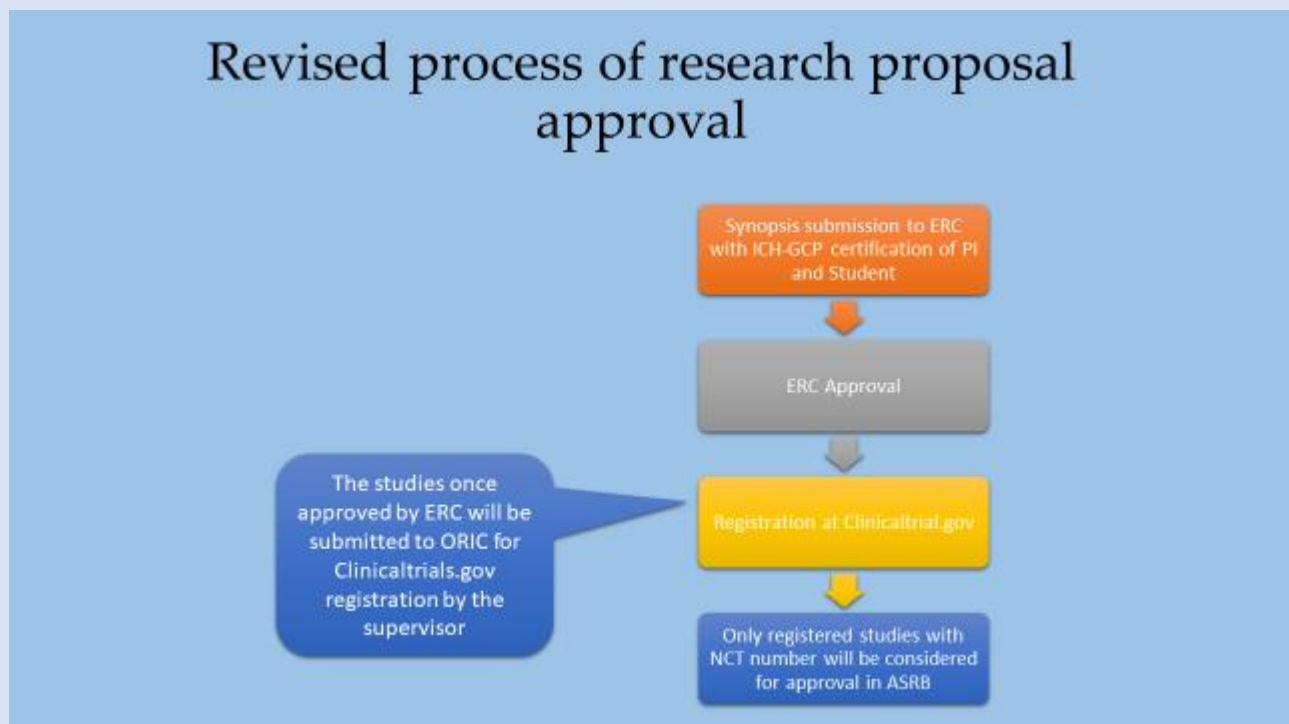 Revised process of research proposal
approval
Synopsis submission to ERC
with ICH-GCP certification of PI
and Student
ERC Approval
The studies once
approved by ERC will be
submitted to ORIC for
Clinicaltrials.gov
registration by the
supervisor
Registration at Clinicaltrial.gov
Only registered studies with
NCT number will be considered
for approval in ASRB